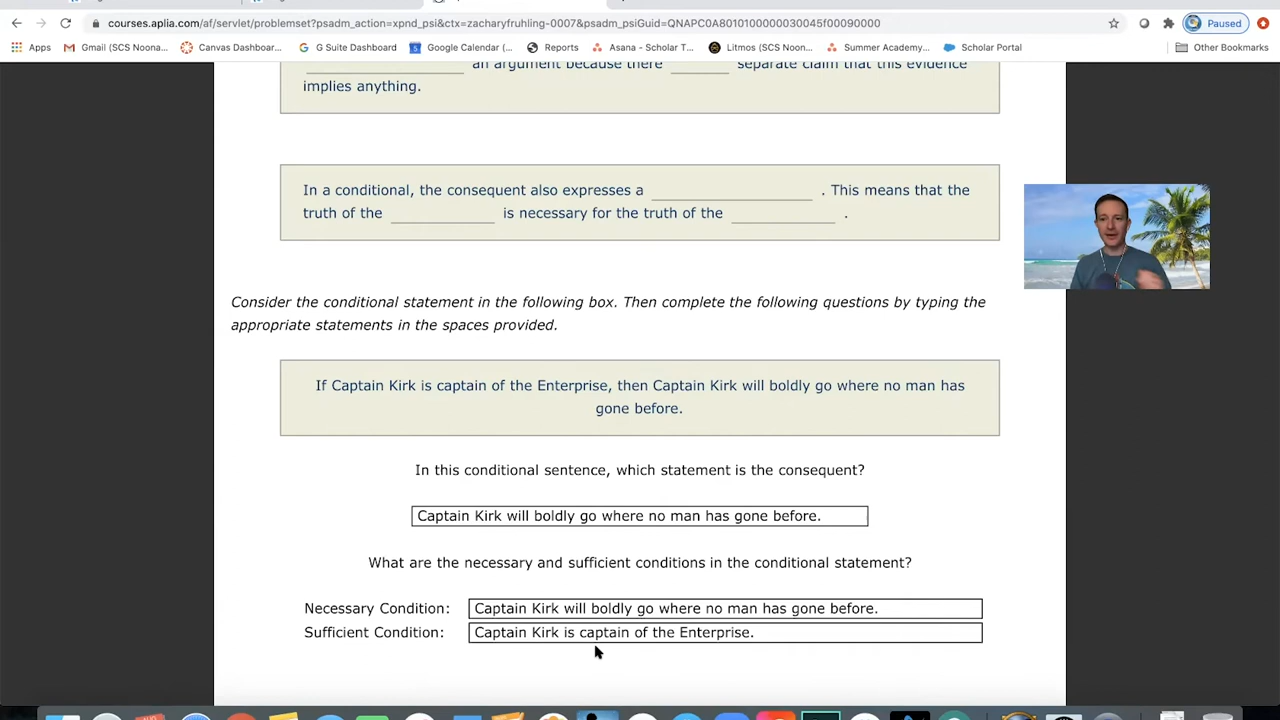 courses.aplia.com/af/servlet/problemset?psadm_action=xpnd_psi&ctx=zacharyfruhling-0007&psadm_psiGuid=QNAPC0A8010100000030045f00090000
Paused
Apps Gmail (SCS Noona... Canvas Dashboar... G Suite Dashboard Google Calendar (... Reports Asana - Scholar T... Litmos (SCS Noon... Summer Academy... Scholar Portal Other Bookmarks
an argument because there separate claim that this evidence
implies anything.
In a conditional, the consequent also expresses a . This means that the
truth of the is necessary for the truth of the .
Consider the conditional statement in the following box. Then complete the following questions by typing the
appropriate statements in the spaces provided.
If Captain Kirk is captain of the Enterprise, then Captain Kirk will boldly go where no man has
gone before.
In this conditional sentence, which statement is the consequent?
Captain Kirk will boldly go where no man has gone before.
What are the necessary and sufficient conditions in the conditional statement?
Necessary Condition: Captain Kirk will boldly go where no man has gone before.
Sufficient Condition: Captain Kirk is captain of the Enterprise.